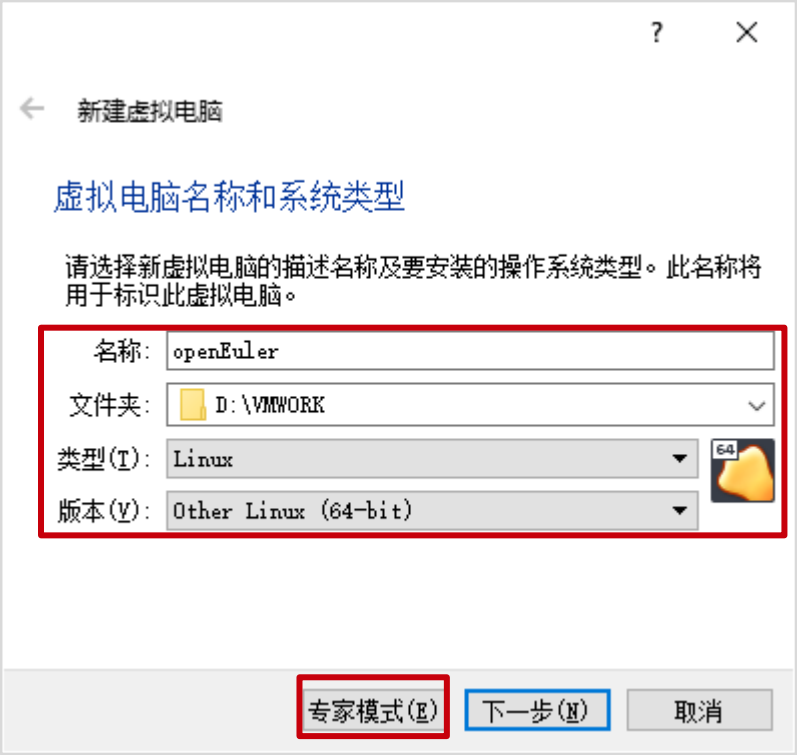 ?
新建虚拟电脑
虚拟电脑名称和系统类型
请选择新虚拟电脑的描述名称及要安装的操作系统类型。此名称将
用于标识此虚拟电脑。
名称: openEuler
文件夹: D:\VMWORK
类型(T): Linux
64
版本(V): Other Linux (64-bit)
专家模式(E) 下一步(N) 取消